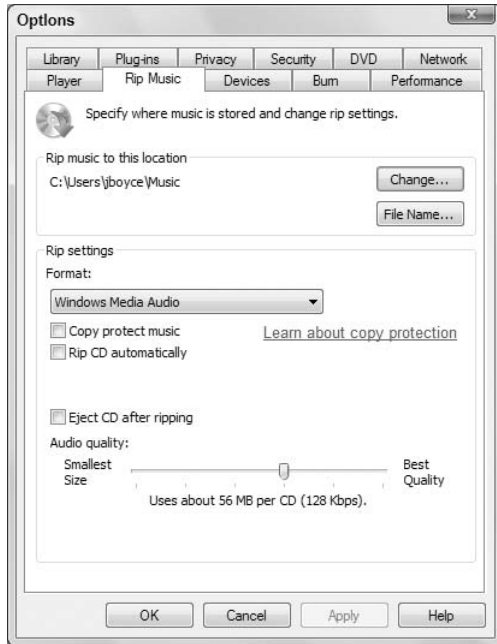 Options
Library Plug-ins Privacy Security DVD Network
Player Rip Music Devices Burn Performance
Specify where music is stored and change rip settings.
Rip music to this location
C:\Users\jboyce\Music
Change...
File Name...
Rip settings
Format:
Windows Media Audio
Copy protect music
Learn about copy protection
Rip CD automatically
Eject CD after ripping
Audio quality:
Smallest Size
Best Quality
Uses about 56 MB per CD (128 Kbps).
OK Cancel Apply Help